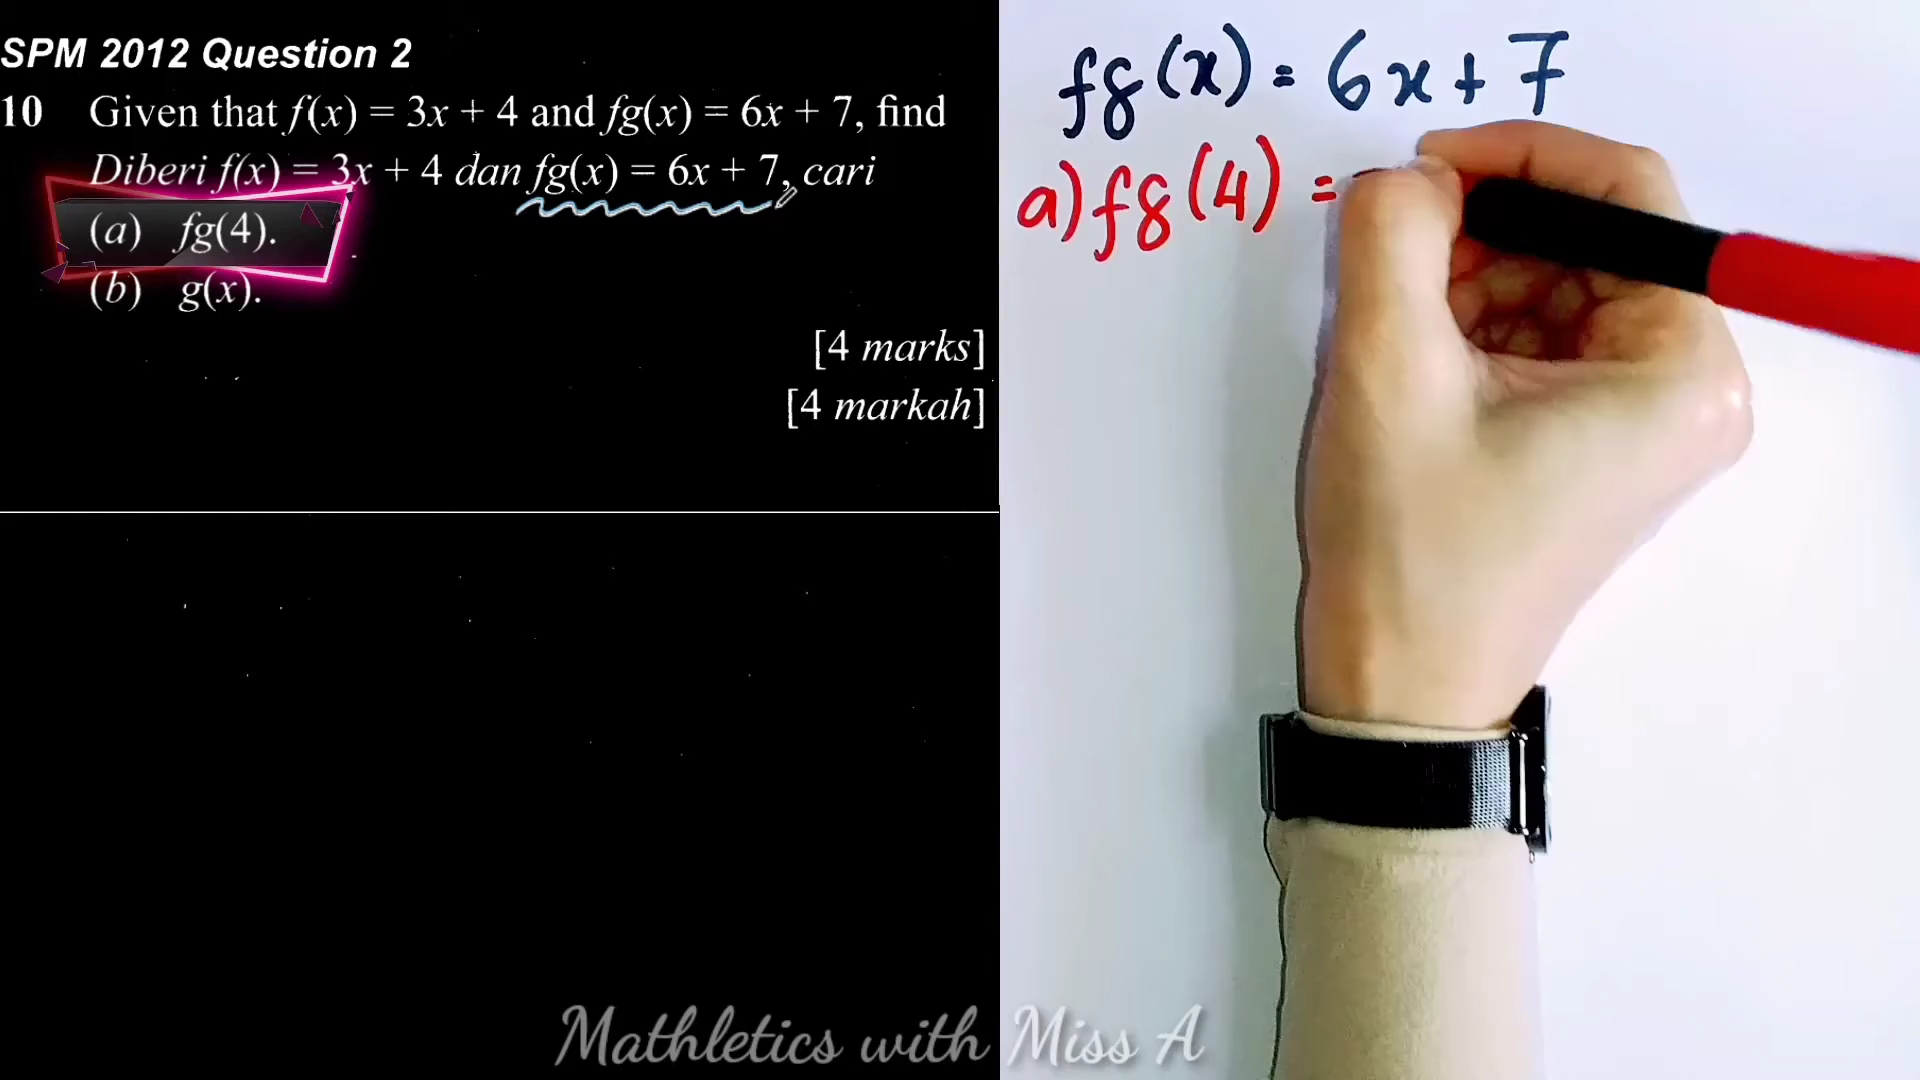 SPM 2012 Question 2
10 Given that f(x) = 3x + 4 and fg(x) = 6x + 7, find
Diberi f(x) = 3x + 4 dan fg(x) = 6x + 7, cari
(a) fg(4).
(b) g(x).
[4 marks]
[4 markah]
fg(x) = 6x + 7
a) fg(4) =
Mathletics with Miss A